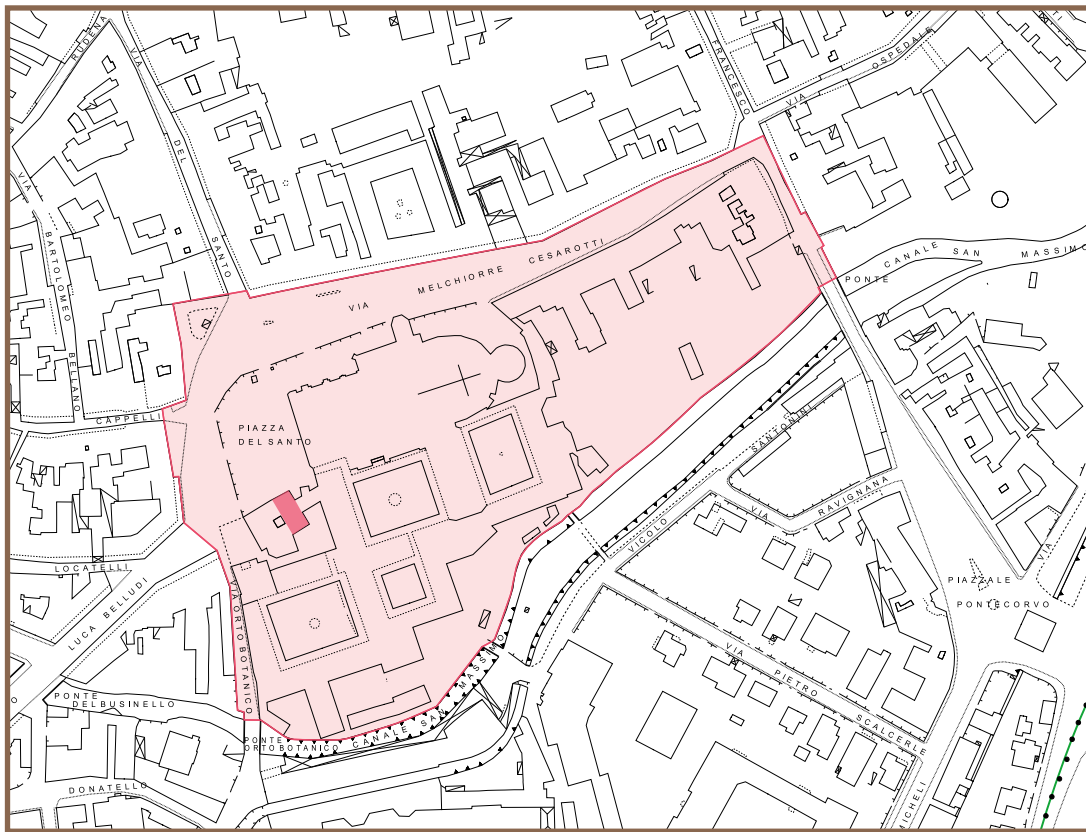 RUDENA
VIA
DEL
SANTO
FRANCESCO
VIA
OSPEDALE
VIA
BARTOLOMEO
BELLANO
CANALE SAN MASSIMO
PONTE
VIA
MELCHIORRE CESAROTTI
CAPPELLI
PIAZZA
DEL SANTO
SANTONINI
VICOLO
VIA
RAVIGNANA
LOCATELLI
LUCA BELLUDI
VIA ORTO BOTANICO
VIA
PIAZZALE
PONTECORVO
PONTE
DEL BUSINELLO
PONTE
ORTO BOTANICO
CANALE SAN MASSIMO
VIA
PIETRO
SCALCERLE
DONATELLO
MICHELI